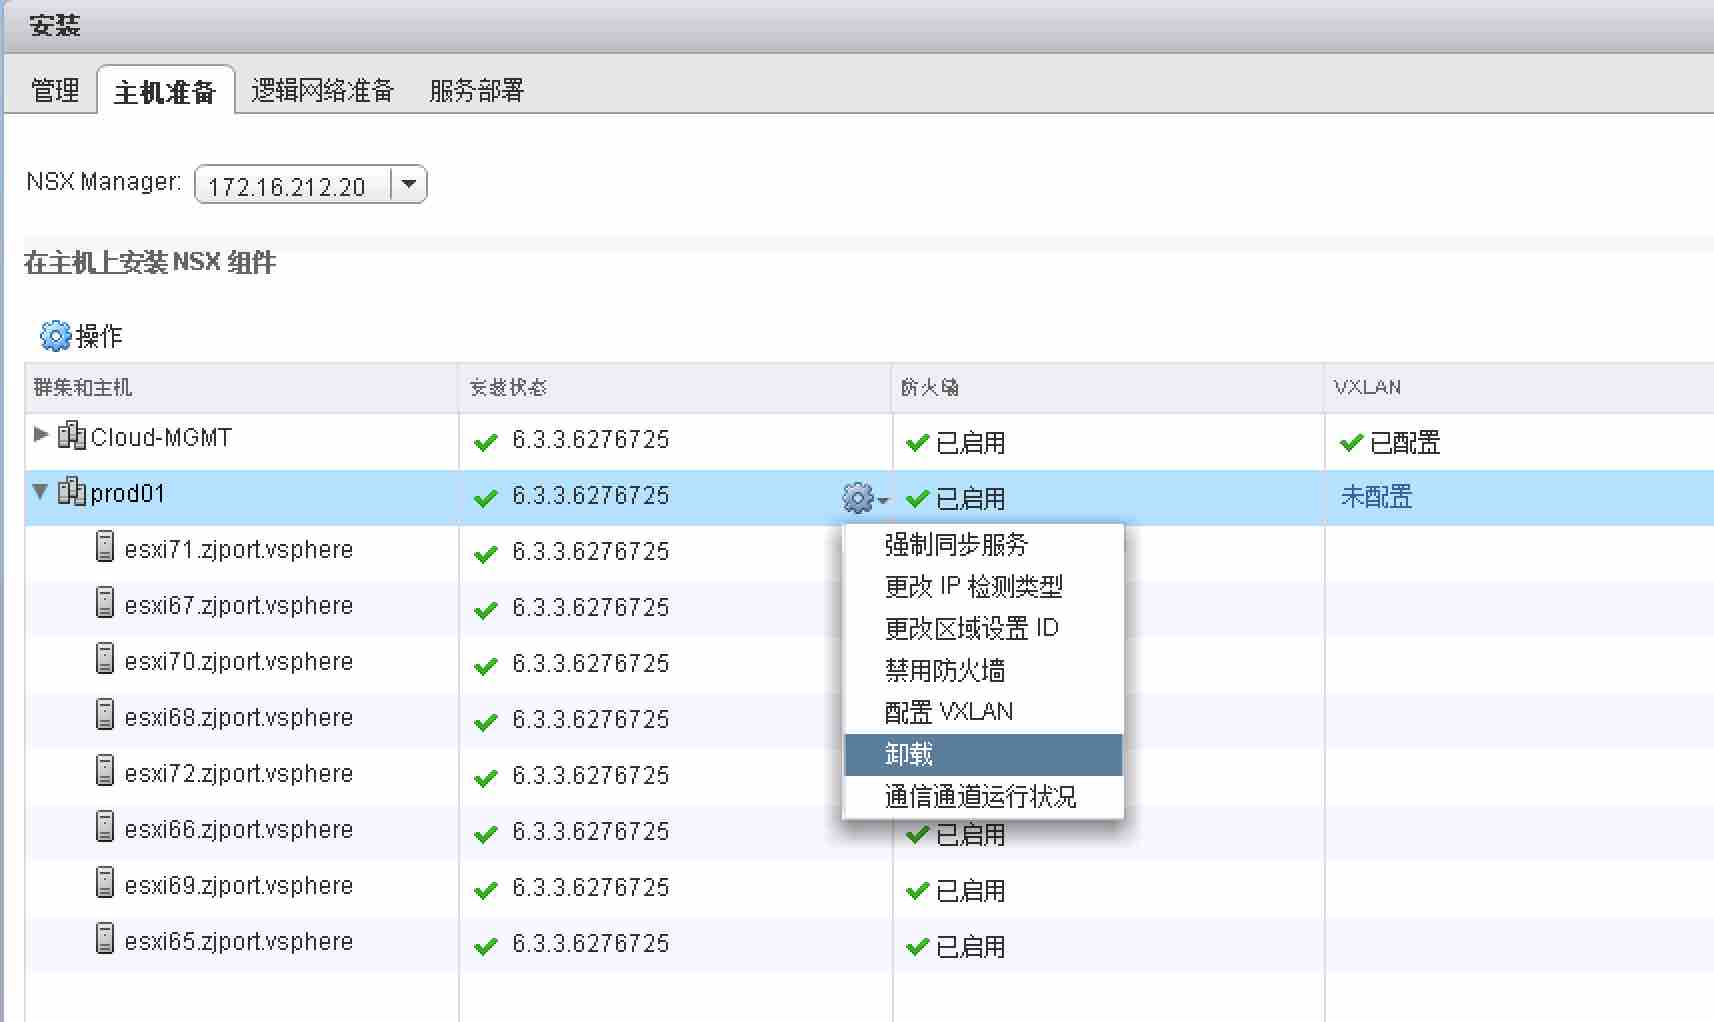 安装
管理 主机准备 逻辑网络准备 服务部署
NSX Manager: 172.16.212.20
在主机上安装 NSX 组件
操作
群集和主机 安装状态 防火墙 VXLAN
Cloud-MGMT 6.3.3.6276725 已启用 已配置
prod01 6.3.3.6276725 已启用 未配置
esxi71.zjport.vsphere 6.3.3.6276725
esxi67.zjport.vsphere 6.3.3.6276725
esxi70.zjport.vsphere 6.3.3.6276725
esxi68.zjport.vsphere 6.3.3.6276725
esxi72.zjport.vsphere 6.3.3.6276725
esxi66.zjport.vsphere 6.3.3.6276725 已启用
esxi69.zjport.vsphere 6.3.3.6276725 已启用
esxi65.zjport.vsphere 6.3.3.6276725 已启用
强制同步服务
更改 IP 检测类型
更改区域设置 ID
禁用防火墙
配置 VXLAN
卸载
通信通道运行状况